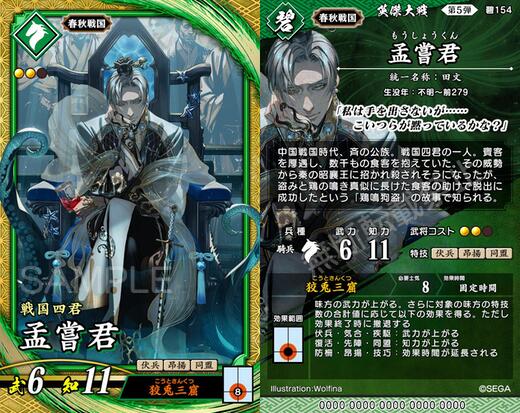 春秋戦国
SAMPLE
戦国四君
孟嘗君
伏兵 昂揚 同盟
武6 知11
こうとさんくつ
狡兎三窟
8
碧
春秋戦国
英傑大戦
第5弾
碧154
もうしょうくん
孟嘗君
統一名称:田文
生没年:不明〜前279
「私は手を出さないが……
こいつらが黙っているかな?」
中国戦国時代、斉の公族。戦国四君の一人。賓客
を厚遇し、数千もの食客を抱えていた。その威勢
から秦の昭襄王に招かれ殺されそうになったが、
盗みと鶏の鳴き真似に長けた食客の助けで脱出に
成功したという「鶏鳴狗盗」の故事で知られる。
兵種 武力 知力 武将コスト
騎兵 6 11
特技 伏兵 昂揚 同盟
こうとさんくつ
狡兎三窟
必要士気 8
効果時間 固定時間
効果範囲
味方の武力が上がる。さらに対象の味方の特技
数の合計値に応じて以下の効果を得る。ただし
効果終了時に撤退する
伏兵・気合・疾駆:武力が上がる
復活・先陣・同盟:知力が上がる
防柵・昂揚・技巧:効果時間が延長される
Illustration:Wolfina
©SEGA
0000-0000-0000-0000-0000